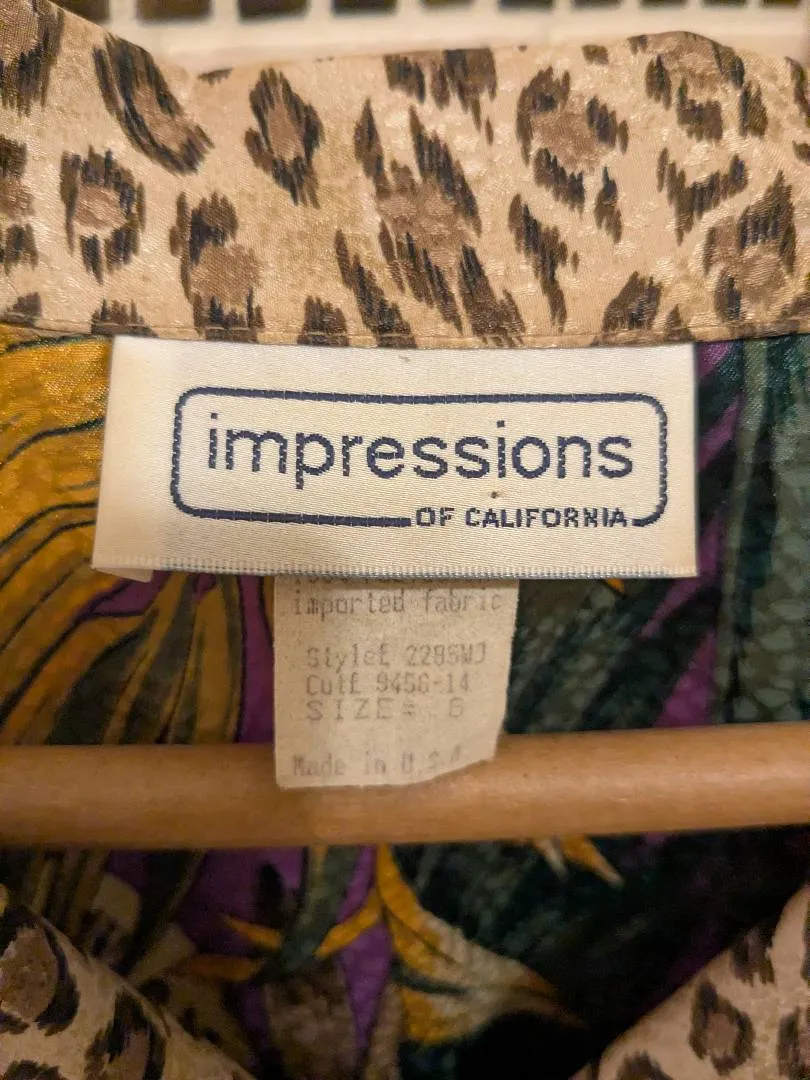 impressions
OF CALIFORNIA
imported fabric
Style£ 2285WJ
Cut£ 9456-14
SIZE= 6
Made in U.S.A